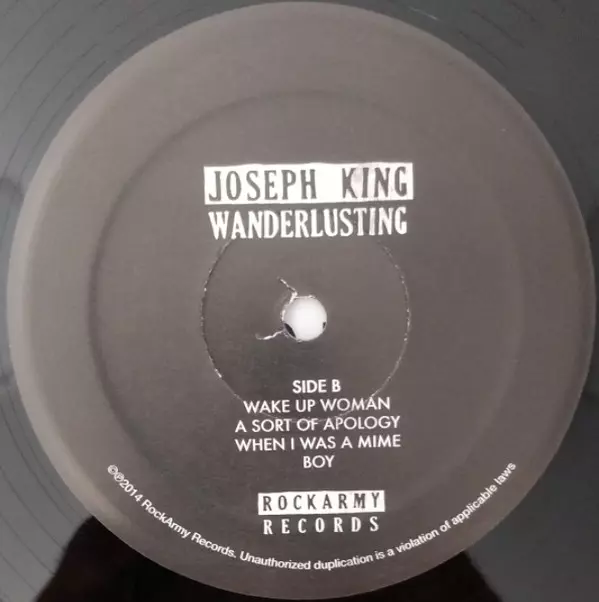 JOSEPH KING
WANDERLUSTING
SIDE B
WAKE UP WOMAN
A SORT OF APOLOGY
WHEN I WAS A MIME
BOY
ROCKARMY
RECORDS
©℗2014 RockArmy Records. Unauthorized duplication is a violation of applicable laws